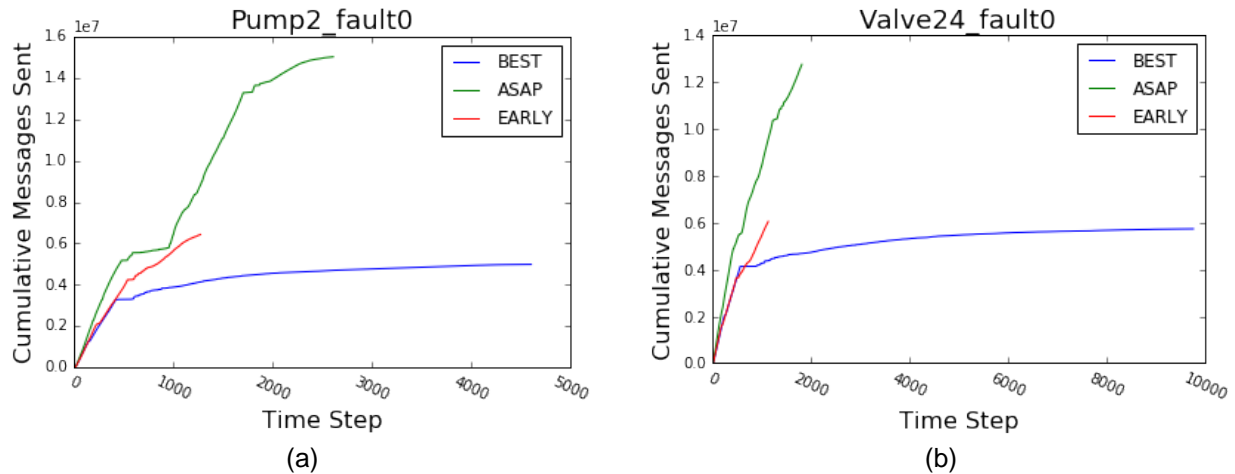 Pump2_fault0
1e7
1.6
1.4
1.2
1.0
0.8
0.6
0.4
0.2
0.0
Cumulative Messages Sent
BEST
ASAP
EARLY
0 1000 2000 3000 4000 5000
Time Step
(a)
Valve24_fault0
1e7
1.4
1.2
1.0
0.8
0.6
0.4
0.2
0.0
Cumulative Messages Sent
BEST
ASAP
EARLY
0 2000 4000 6000 8000 10000
Time Step
(b)